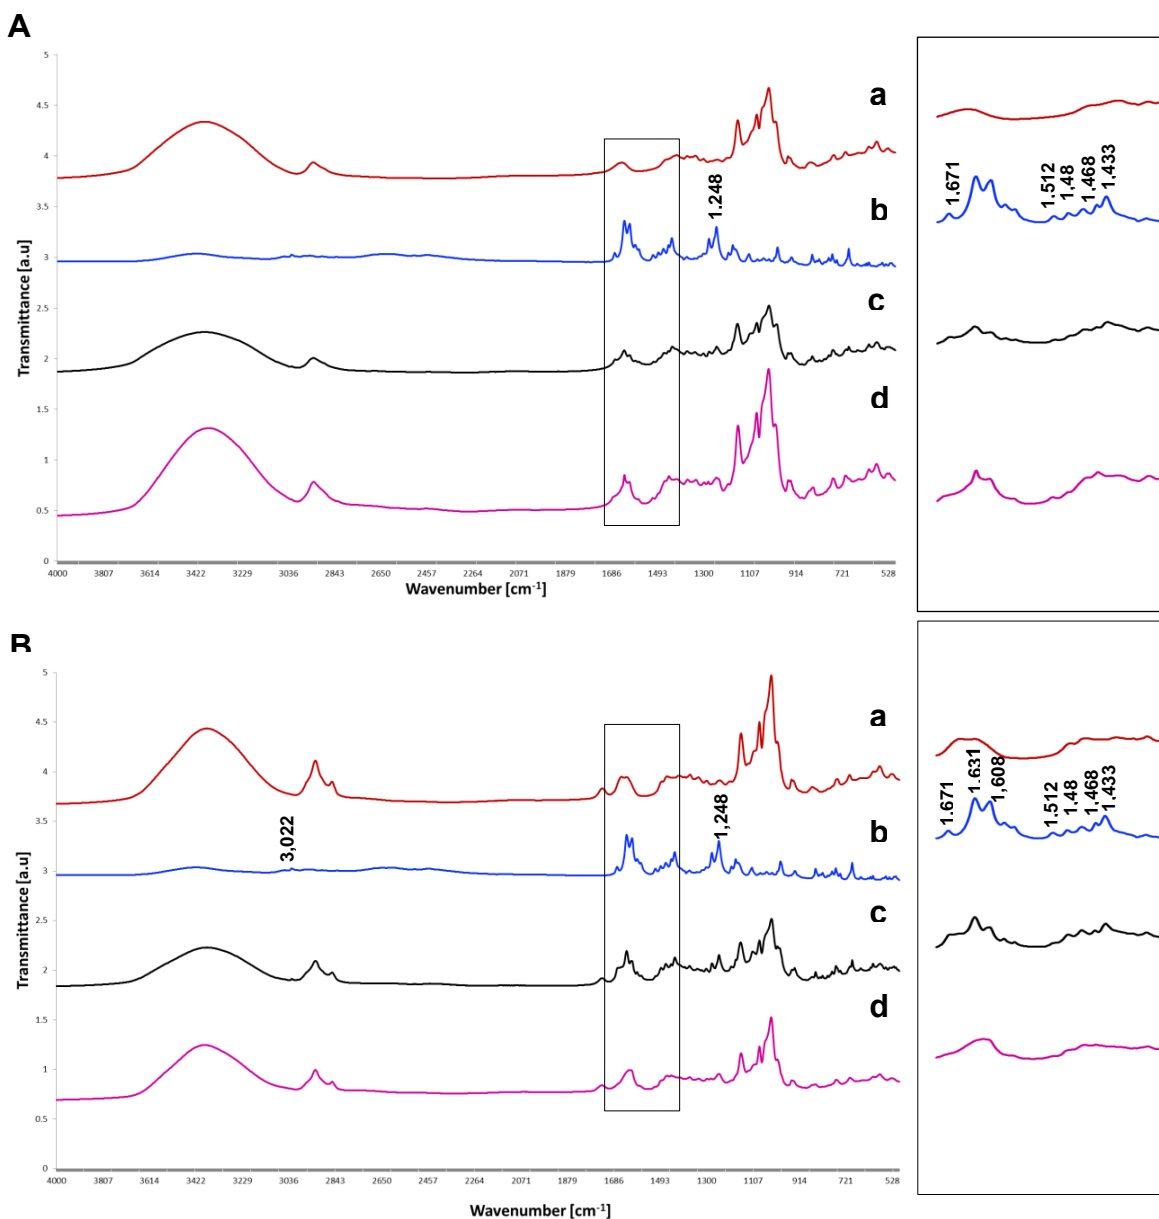 A
5
4.5
4
3.5
3
2.5
2
1.5
1
0.5
0
Transmittance [a.u]
a
b
c
d
1.248
4000 3807 3614 3422 3229 3036 2843 2650 2457 2264 2071 1879 1686 1493 1300 1107 914 721 528
Wavenumber [cm-1]
1.671
1.512
1.48
1.468
1.433
B
5
4.5
4
3.5
3
2.5
2
1.5
1
0.5
0
Transmittance [a.u]
a
b
c
d
3,022
1,248
4000 3807 3614 3422 3229 3036 2843 2650 2457 2264 2071 1879 1686 1493 1300 1107 914 721 528
Wavenumber [cm-1]
1.671
1.631
1,608
1.512
1.48
1,468
1.433